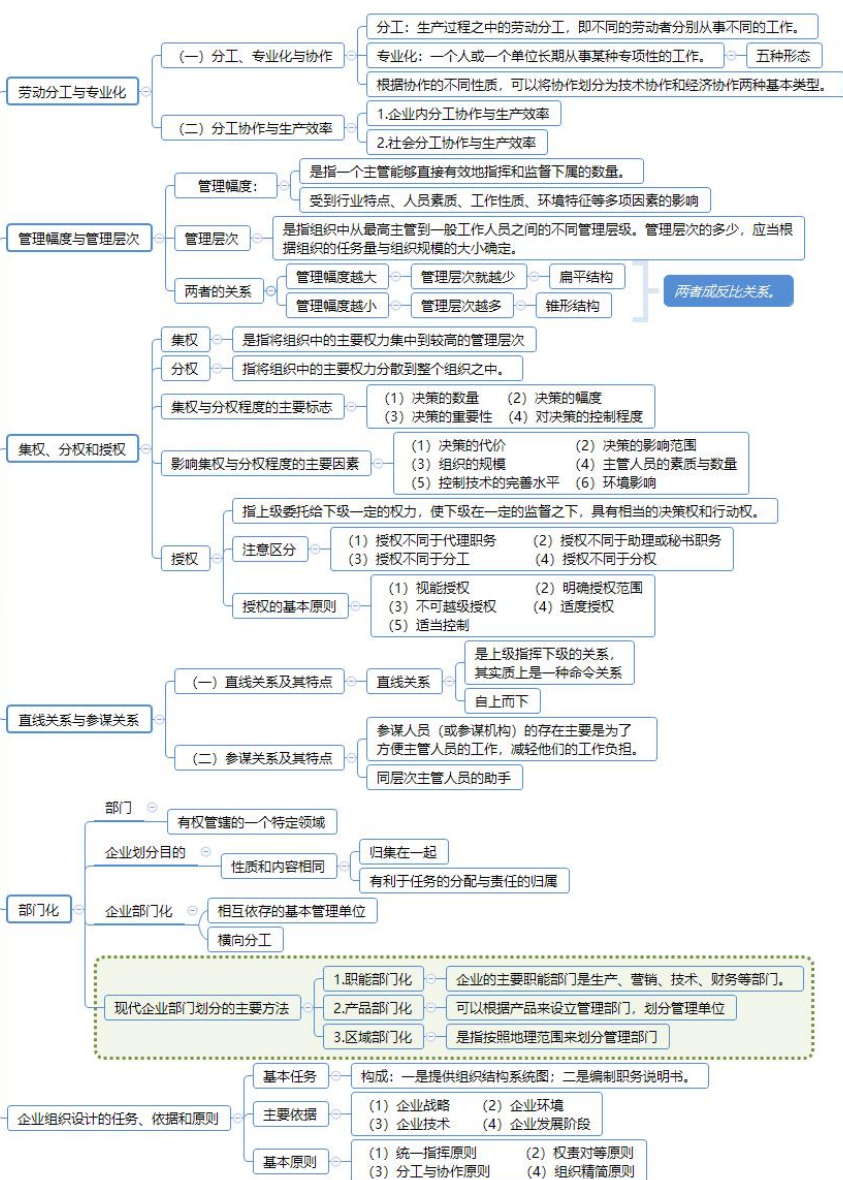 劳动分工与专业化
（一）分工、专业化与协作
分工：生产过程之中的劳动分工，即不同的劳动者分别从事不同的工作。
专业化：一个人或一个单位长期从事某种专项性的工作。
五种形态
根据协作的不同性质，可以将协作划分为技术协作和经济协作两种基本类型。
（二）分工协作与生产效率
1.企业内分工协作与生产效率
2.社会分工协作与生产效率
管理幅度与管理层次
管理幅度：
是指一个主管能够直接有效地指挥和监督下属的数量。
受到行业特点、人员素质、工作性质、环境特征等多项因素的影响
管理层次
是指组织中从最高主管到一般工作人员之间的不同管理层级。管理层次的多少，应当根
据组织的任务量与组织规模的大小确定。
两者的关系
管理幅度越大
管理层次就越少
扁平结构
管理幅度越小
管理层次越多
锥形结构
两者成反比关系。
集权、分权和授权
集权
是指将组织中的主要权力集中到较高的管理层次
分权
指将组织中的主要权力分散到整个组织之中。
集权与分权程度的主要标志
（1）决策的数量 （2）决策的幅度
（3）决策的重要性 （4）对决策的控制程度
影响集权与分权程度的主要因素
（1）决策的代价 （2）决策的影响范围
（3）组织的规模 （4）主管人员的素质与数量
（5）控制技术的完善水平 （6）环境影响
授权
指上级委托给下级一定的权力，使下级在一定的监督之下，具有相当的决策权和行动权。
注意区分
（1）授权不同于代理职务 （2）授权不同于助理或秘书职务
（3）授权不同于分工 （4）授权不同于分权
授权的基本原则
（1）视能授权 （2）明确授权范围
（3）不可越级授权 （4）适度授权
（5）适当控制
直线关系与参谋关系
（一）直线关系及其特点
直线关系
是上级指挥下级的关系，
其实质上是一种命令关系
自上而下
（二）参谋关系及其特点
参谋人员（或参谋机构）的存在主要是为了
方便主管人员的工作，减轻他们的工作负担。
同层次主管人员的助手
部门化
部门
有权管辖的一个特定领域
企业划分目的
性质和内容相同
归集在一起
有利于任务的分配与责任的归属
企业部门化
相互依存的基本管理单位
横向分工
现代企业部门划分的主要方法
1.职能部门化
企业的主要职能部门是生产、营销、技术、财务等部门。
2.产品部门化
可以根据产品来设立管理部门，划分管理单位
3.区域部门化
是指按照地理范围来划分管理部门
企业组织设计的任务、依据和原则
基本任务
构成：一是提供组织结构系统图；二是编制职务说明书。
主要依据
（1）企业战略 （2）企业环境
（3）企业技术 （4）企业发展阶段
基本原则
（1）统一指挥原则 （2）权责对等原则
（3）分工与协作原则 （4）组织精简原则